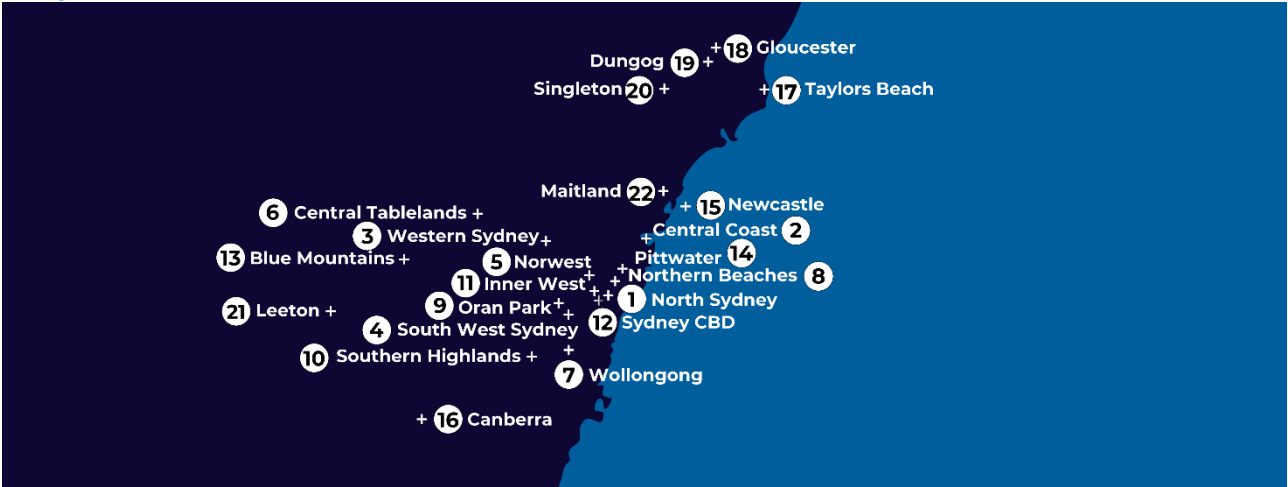 + 18 Gloucester
Dungog 19 +
Singleton 20 +
+ 17 Taylors Beach
Maitland 22 +
+ 15 Newcastle
6 Central Tablelands +
Central Coast 2
3 Western Sydney +
13 Blue Mountains +
Pittwater 14
5 Norwest
Northern Beaches 8
11 Inner West +
1 North Sydney
9 Oran Park +
21 Leeton +
12 Sydney CBD
4 South West Sydney
10 Southern Highlands +
7 Wollongong
+ 16 Canberra